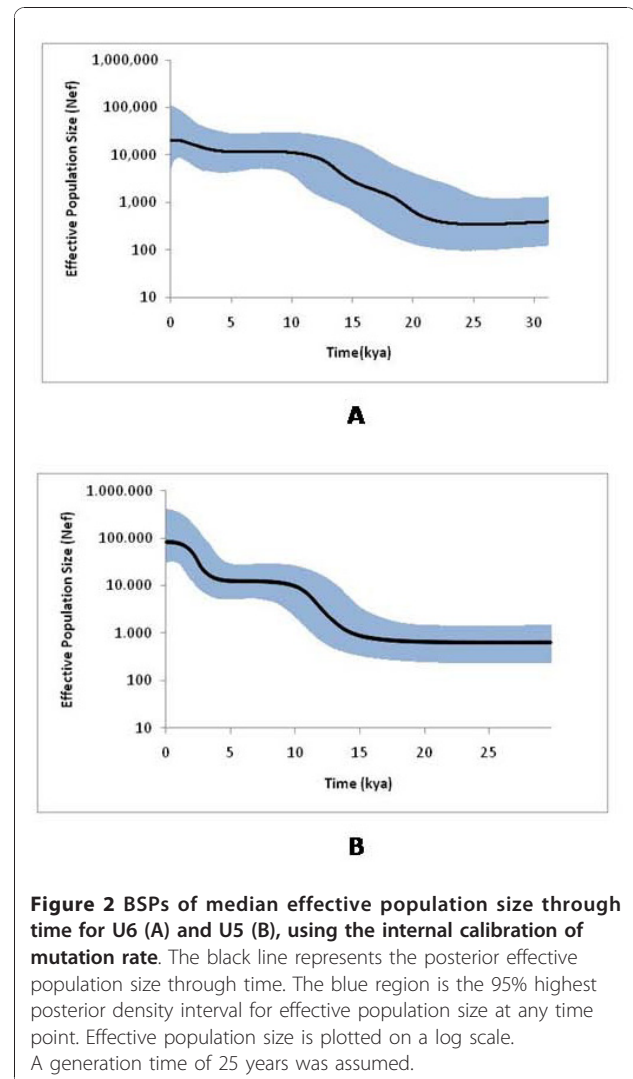 1,000,000
100,000
10,000
1,000
100
10
Effective Population Size (Nef)
0 5 10 15 20 25 30
Time(kya)
A
1.000.000
100.000
10.000
1.000
100
10
Effective Population Size (Nef)
0 5 10 15 20 25
Time (kya)
B
Figure 2 BSPs of median effective population size through
time for U6 (A) and U5 (B), using the internal calibration of
mutation rate. The black line represents the posterior effective
population size through time. The blue region is the 95% highest
posterior density interval for effective population size at any time
point. Effective population size is plotted on a log scale.
A generation time of 25 years was assumed.